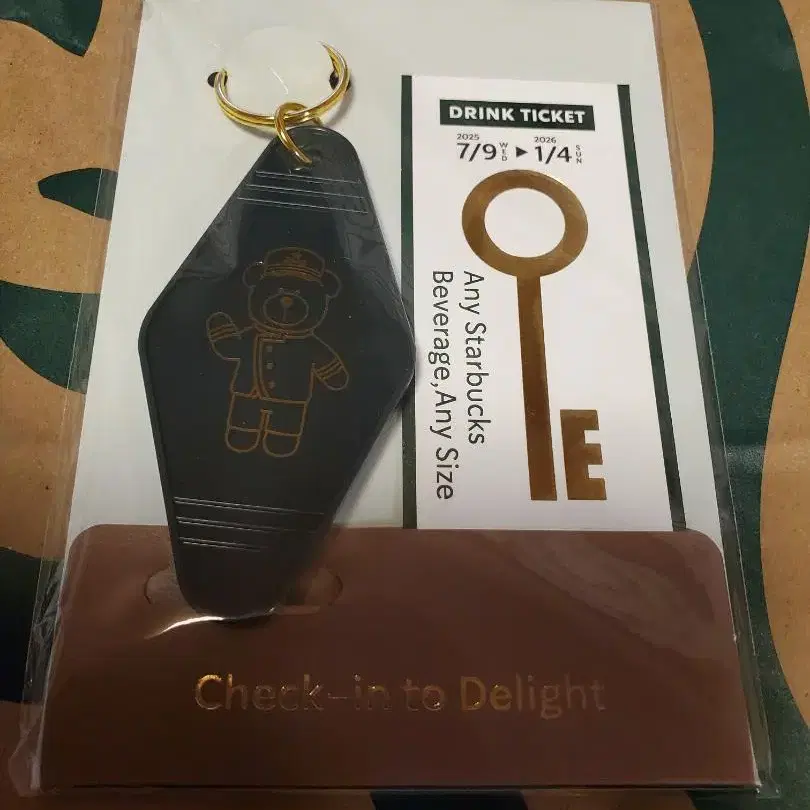 DRINK TICKET
2025 2026
7/9 WED ▶ 1/4 SUN
Any Starbucks
Beverage, Any Size
Check-in to Delight